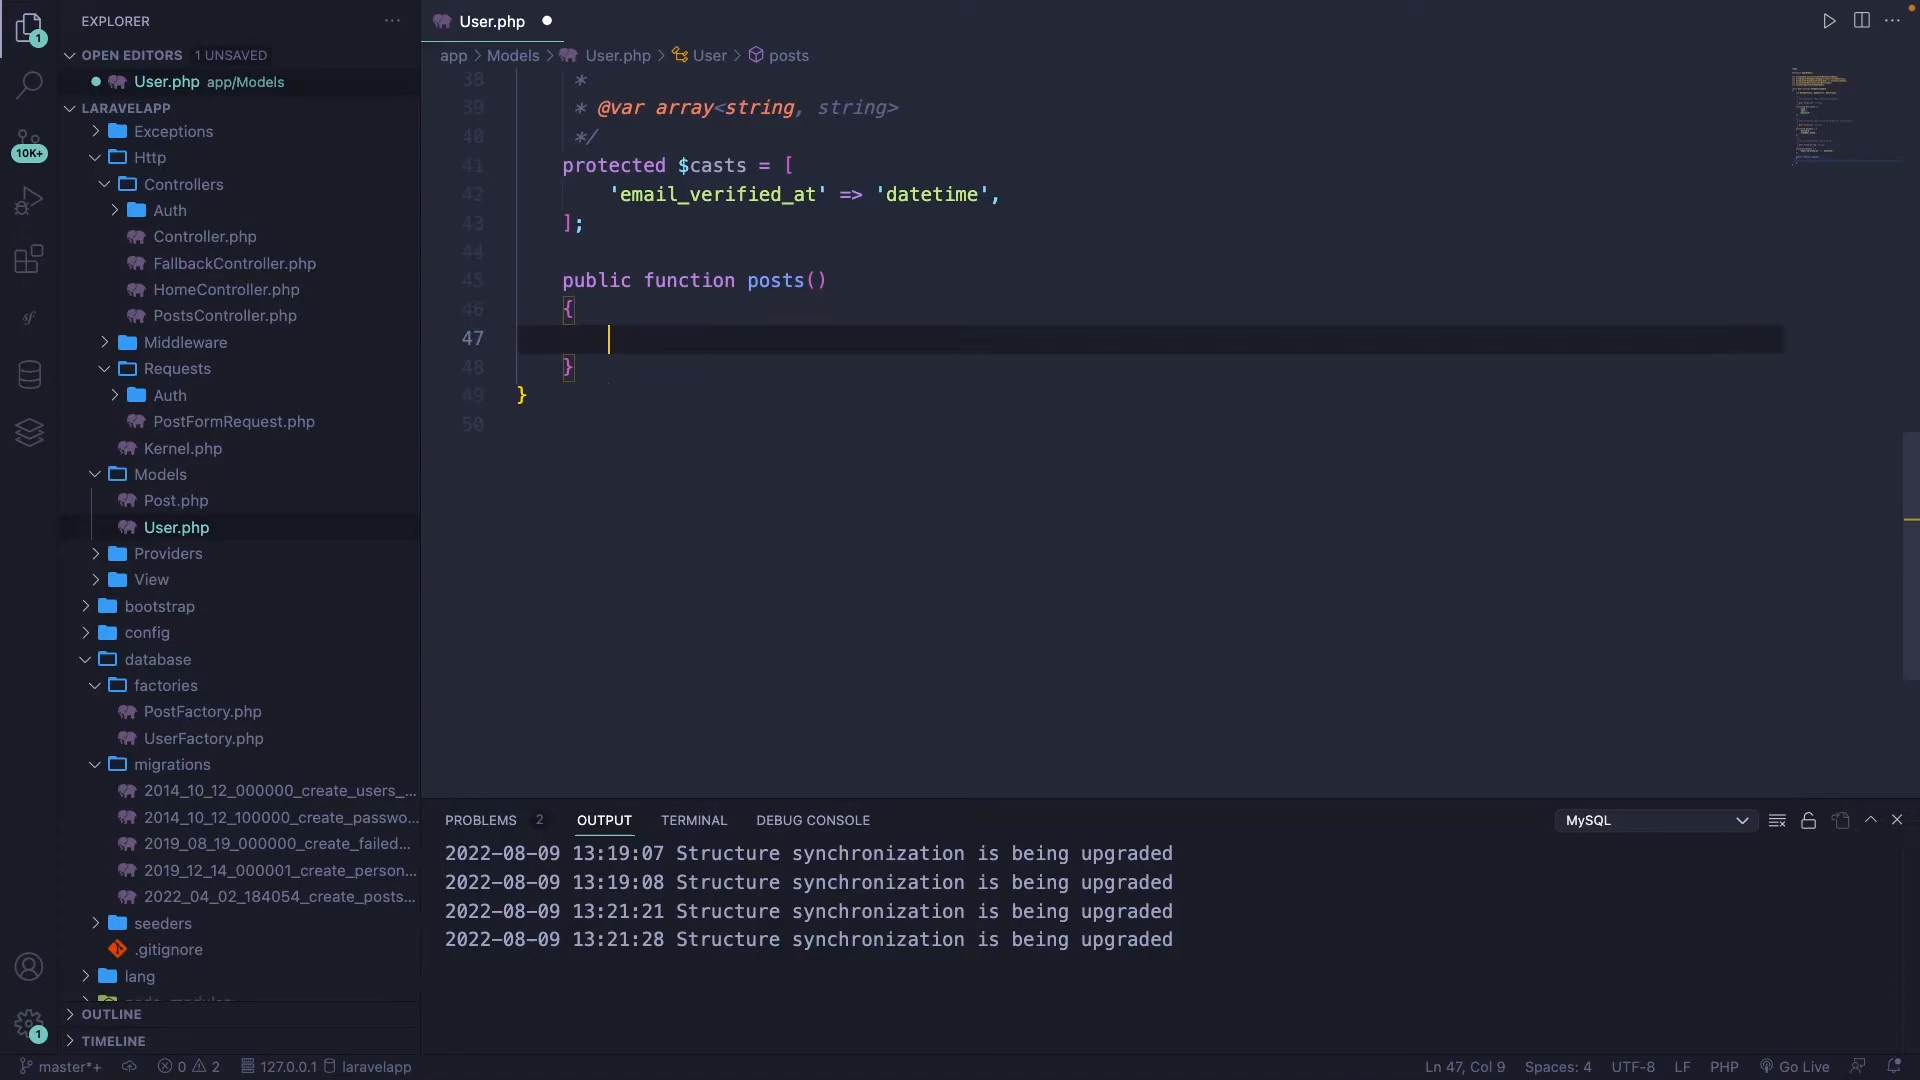 EXPLORER
OPEN EDITORS 1 UNSAVED
User.php app/Models
LARAVELAPP
Exceptions
Http
Controllers
Auth
Controller.php
FallbackController.php
HomeController.php
PostsController.php
Middleware
Requests
Auth
PostFormRequest.php
Kernel.php
Models
Post.php
User.php
Providers
View
bootstrap
config
database
factories
PostFactory.php
UserFactory.php
migrations
2014_10_12_000000_create_users_...
2014_10_12_100000_create_passwo...
2019_08_19_000000_create_failed...
2019_12_14_000001_create_person...
2022_04_02_184054_create_posts...
seeders
.gitignore
lang
OUTLINE
TIMELINE
1
10K+
1
User.php
app > Models > User.php > User > posts
38 *
39 * @var array<string, string>
40 */
41 protected $casts = [
42 'email_verified_at' => 'datetime',
43 ];
44
45 public function posts()
46 {
47
48 }
49 }
50
PROBLEMS 2 OUTPUT TERMINAL DEBUG CONSOLE MySQL
2022-08-09 13:19:07 Structure synchronization is being upgraded
2022-08-09 13:19:08 Structure synchronization is being upgraded
2022-08-09 13:21:21 Structure synchronization is being upgraded
2022-08-09 13:21:28 Structure synchronization is being upgraded
master*+ 0 2 127.0.0.1 laravelapp Ln 47, Col 9 Spaces: 4 UTF-8 LF PHP Go Live